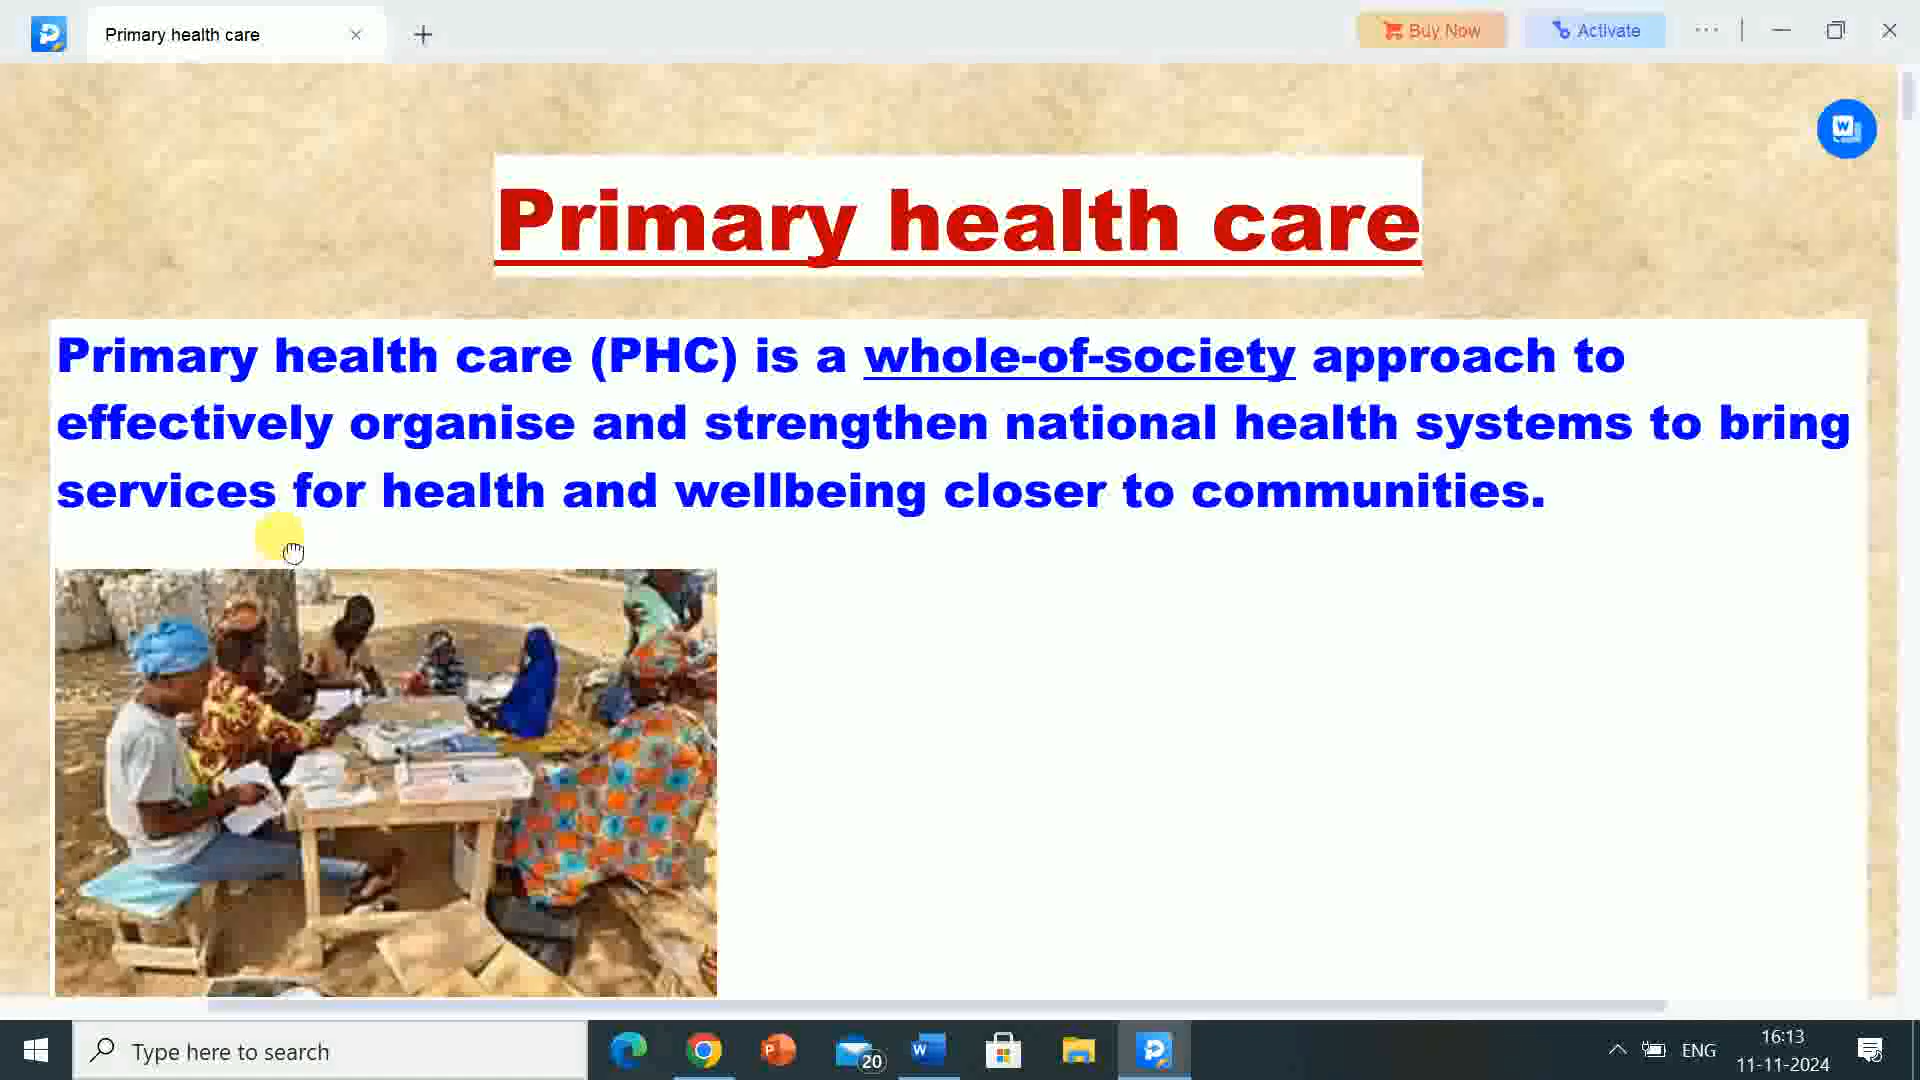 Primary health care
Buy Now
Activate
Primary health care
Primary health care (PHC) is a whole-of-society approach to
effectively organise and strengthen national health systems to bring
services for health and wellbeing closer to communities.
Type here to search
20
ENG
16:13
11-11-2024